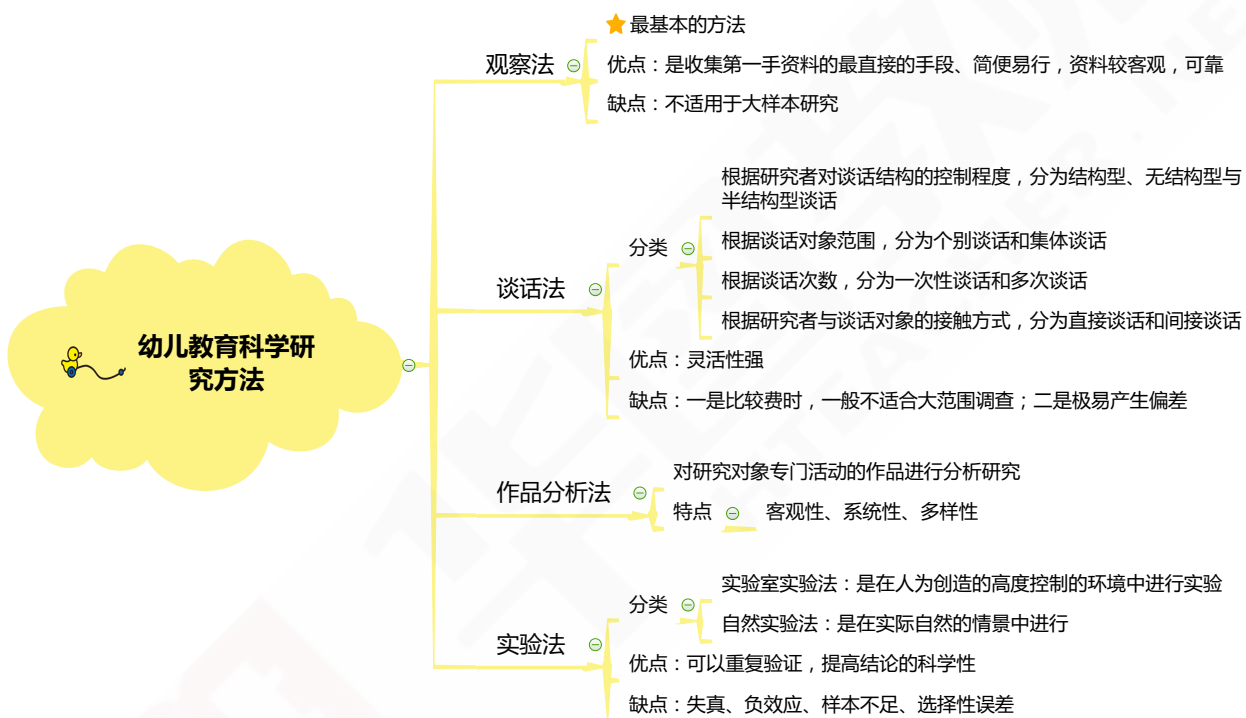 最基本的方法
观察法
优点：是收集第一手资料的最直接的手段、简便易行，资料较客观，可靠
缺点：不适用于大样本研究
根据研究者对谈话结构的控制程度，分为结构型、无结构型与
半结构型谈话
分类
根据谈话对象范围，分为个别谈话和集体谈话
谈话法
根据谈话次数，分为一次性谈话和多次谈话
根据研究者与谈话对象的接触方式，分为直接谈话和间接谈话
幼儿教育科学研
究方法
优点：灵活性强
缺点：一是比较费时，一般不适合大范围调查；二是极易产生偏差
对研究对象专门活动的作品进行分析研究
作品分析法
特点
客观性、系统性、多样性
实验室实验法：是在人为创造的高度控制的环境中进行实验
分类
自然实验法：是在实际自然的情景中进行
实验法
优点：可以重复验证，提高结论的科学性
缺点：失真、负效应、样本不足、选择性误差